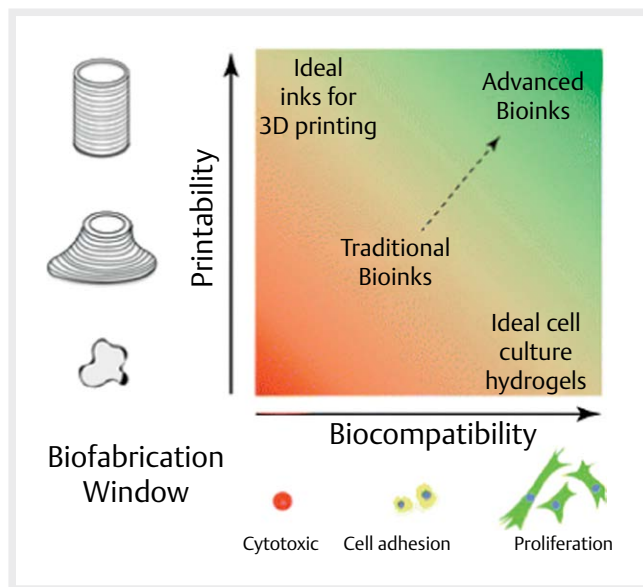 Ideal
inks for
3D printing
Advanced
Bioinks
Printability
Traditional
Bioinks
Ideal cell
culture
hydrogels
Biocompatibility
Biofabrication
Window
Cytotoxic
Cell adhesion
Proliferation